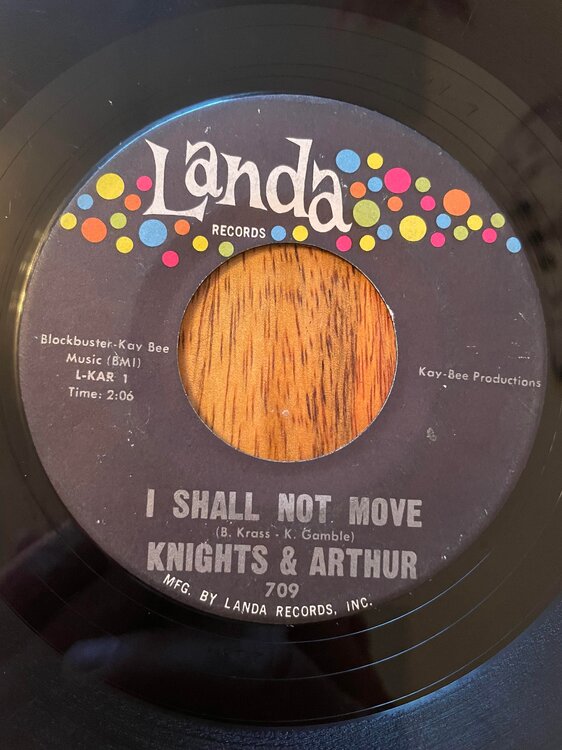 Landa
RECORDS
Blockbuster-Kay Bee
Music (BMI)
L-KAR 1
Time: 2:06
Kay-Bee Productions
I SHALL NOT MOVE
(B. Krass - K. Gamble)
KNIGHTS & ARTHUR
709
MFG. BY LANDA RECORDS, INC.